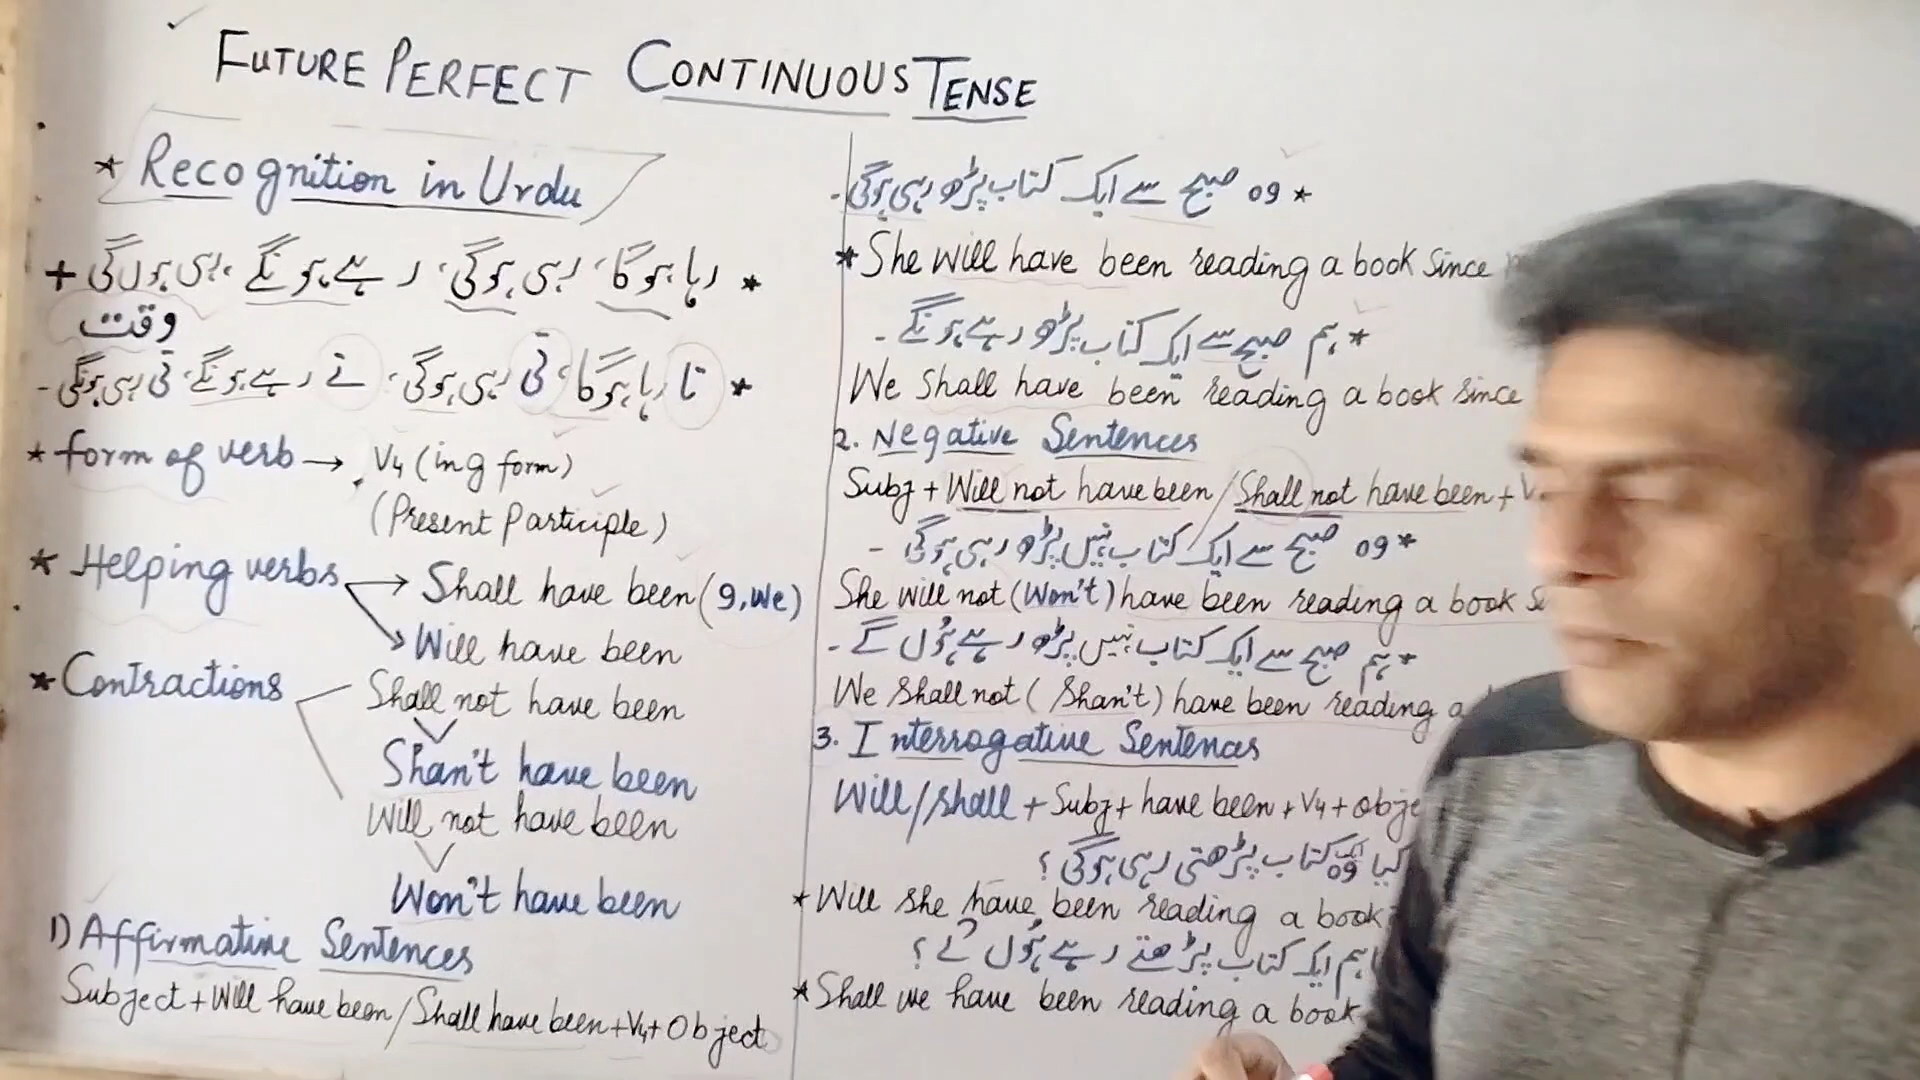 FUTURE PERFECT CONTINUOUS TENSE
* Recognition in Urdu
* رہا ہوگا، رہی ہوگی، رہے ہونگے، رہی ہوں گی +
وقت
* تا رہا ہوگا، تی رہی ہوگی، تے رہے ہونگے، تی رہی ہونگی -
* form of verb → V4 (ing form)
(Present Participle)
* Helping verbs → Shall have been (9, We)
→ Will have been
* Contractions Shall not have been
Shan't have been
Will not have been
Won't have been
1) Affirmative Sentences
Subject + Will have been / Shall have been + V4 + Object
* وہ صبح سے ایک کتاب پڑھ رہی ہوگی -
* She will have been reading a book since
* ہم صبح سے ایک کتاب پڑھ رہے ہونگے -
We shall have been reading a book since
2. Negative Sentences
Subj + Will not have been / Shall not have been + V
* وہ صبح سے ایک کتاب نہیں پڑھ رہی ہوگی -
She will not (Won't) have been reading a book
* ہم صبح سے ایک کتاب نہیں پڑھ رہے ہوں گے -
We shall not (Shan't) have been reading a
3. Interrogative Sentences
Will/shall + Subj + have been + V4 + obje
کیا وہ ایک کتاب پڑھتی رہی ہوگی ؟
* Will she have been reading a book
ہم ایک کتاب پڑھتے رہے ہوں گے ؟
* Shall we have been reading a book